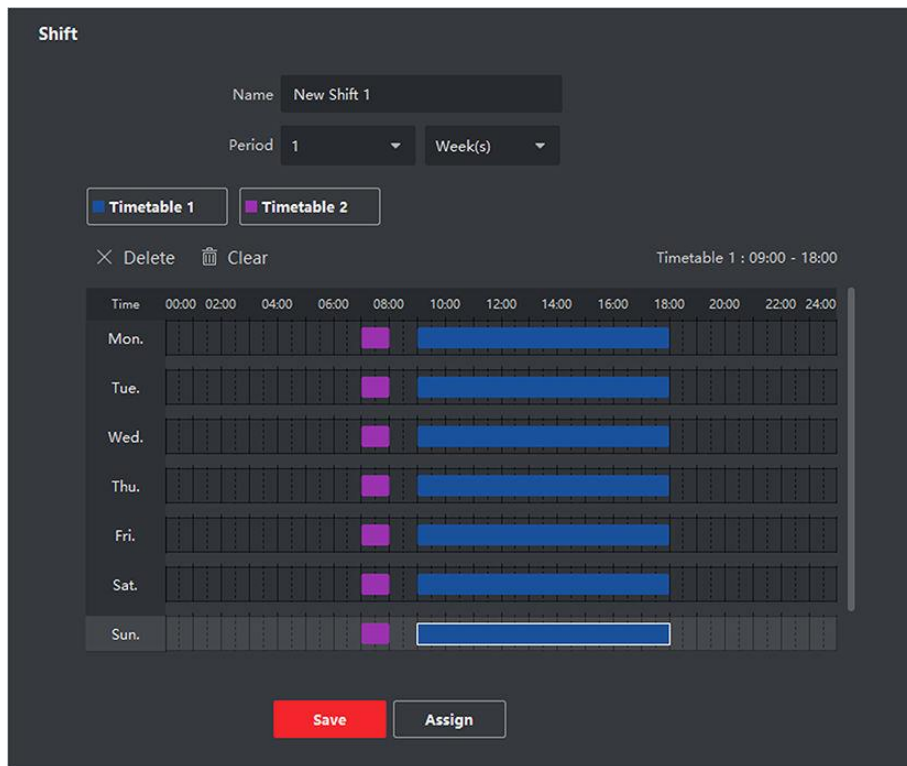 Shift
Name New Shift 1
Period 1 Week(s)
Timetable 1 Timetable 2
Delete Clear Timetable 1 : 09:00 - 18:00
Time 00:00 02:00 04:00 06:00 08:00 10:00 12:00 14:00 16:00 18:00 20:00 22:00 24:00
Mon.
Tue.
Wed.
Thu.
Fri.
Sat.
Sun.
Save Assign